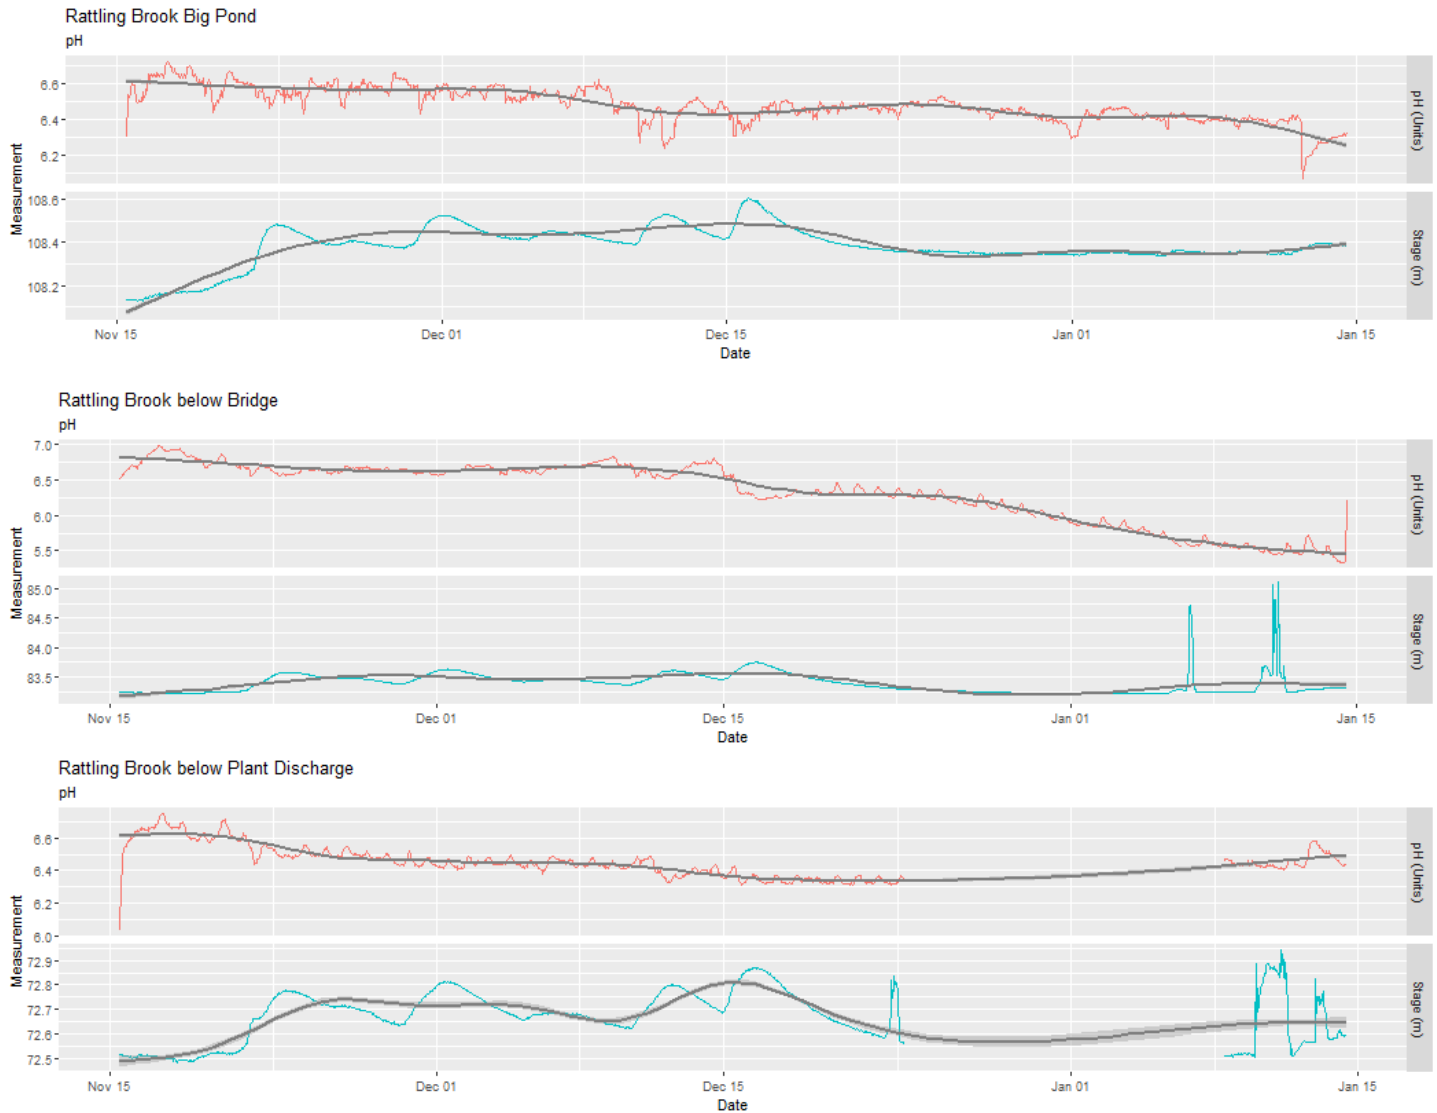 Rattling Brook Big Pond
pH
Measurement
6.6
6.4
6.2
pH (Units)
108.6
108.4
108.2
Stage (m)
Nov 15 Dec 01 Dec 15 Jan 01 Jan 15
Date
Rattling Brook below Bridge
pH
Measurement
7.0
6.5
6.0
5.5
pH (Units)
Measurement
85.0
84.5
84.0
83.5
Stage (m)
Nov 15 Dec 01 Dec 15 Jan 01 Jan 15
Date
Rattling Brook below Plant Discharge
pH
Measurement
6.6
6.4
6.2
6.0
pH (Units)
72.9
72.8
72.7
72.6
72.5
Stage (m)
Nov 15 Dec 01 Dec 15 Jan 01 Jan 15
Date